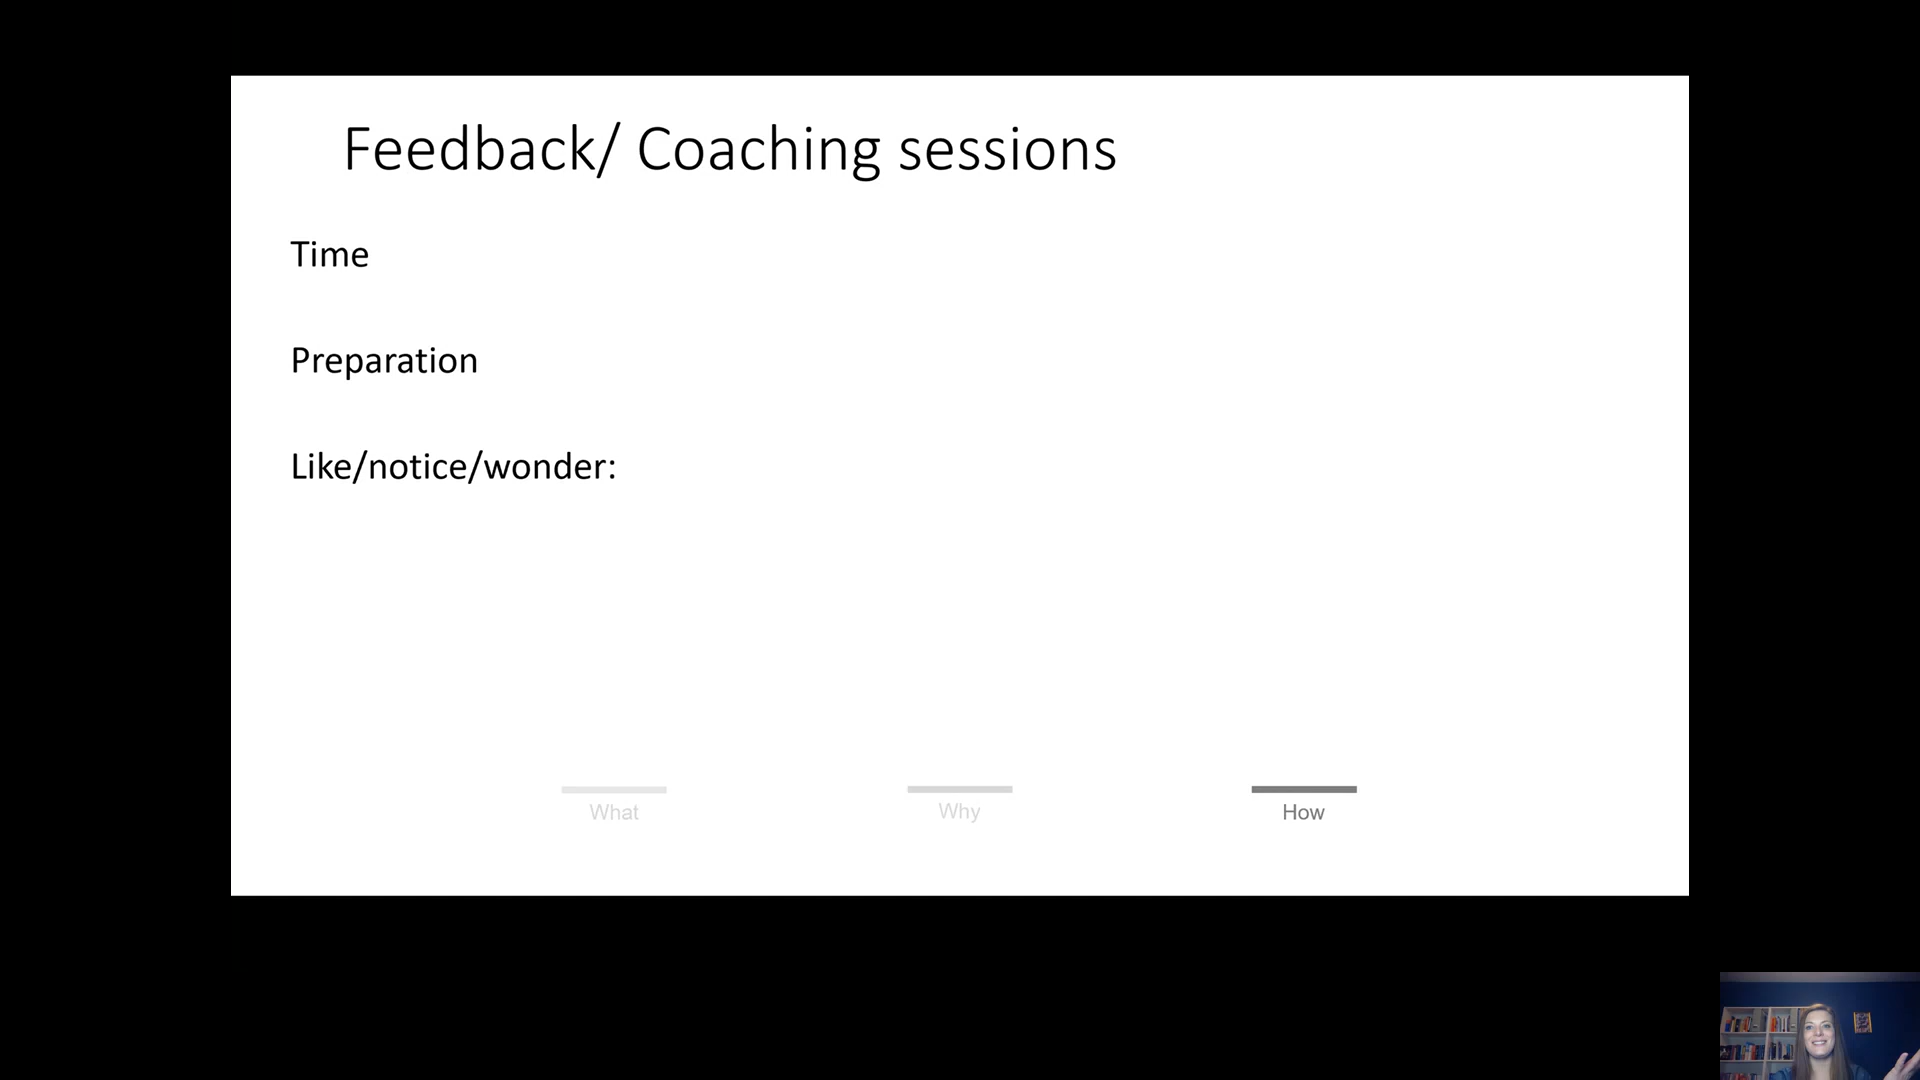 Feedback/ Coaching sessions
Time
Preparation
Like/notice/wonder:
What
Why
How